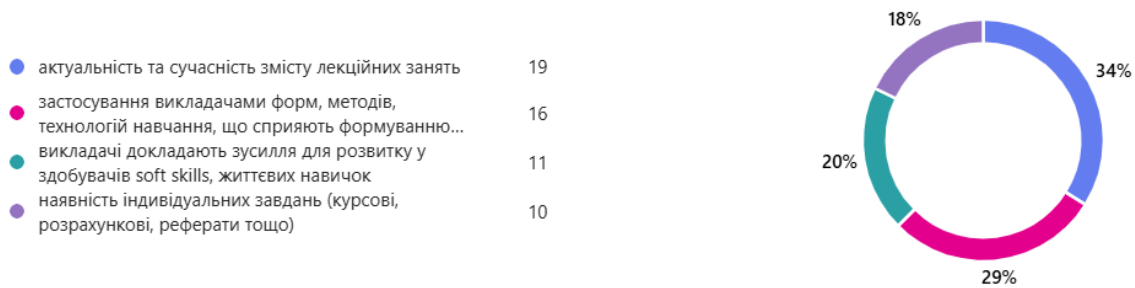 актуальність та сучасність змісту лекційних занять 19
застосування викладачами форм, методів,
технологій навчання, що сприяють формуванню... 16
викладачі докладають зусилля для розвитку у
здобувачів soft skills, життєвих навичок 11
наявність індивідуальних завдань (курсові,
розрахункові, реферати тощо) 10
18%
34%
20%
29%